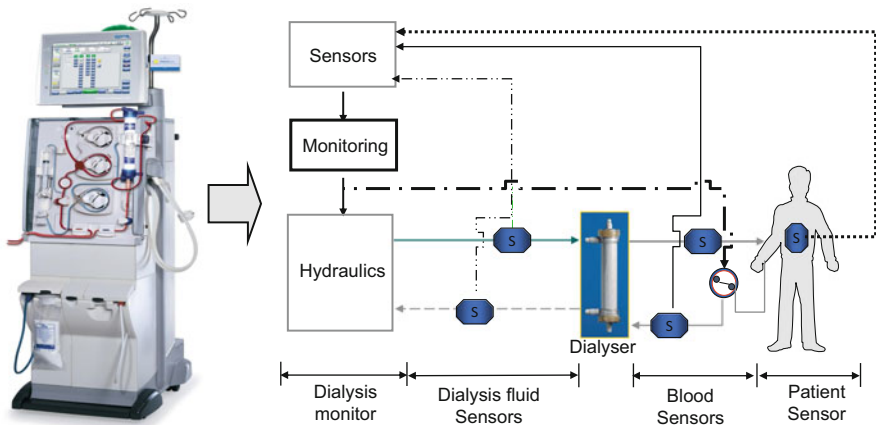 Sensors
Monitoring
Hydraulics
S
S
S
S
S
Dialyser
Dialysis
monitor
Dialysis fluid
Sensors
Blood
Sensors
Patient
Sensor